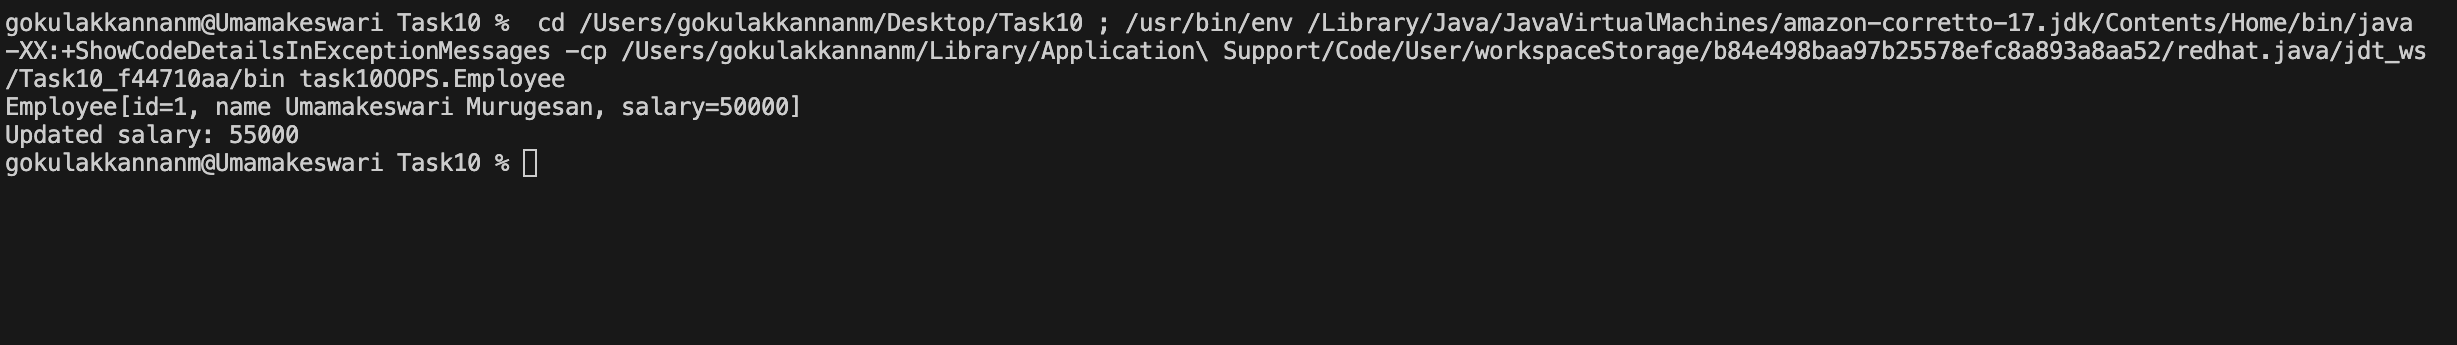 gokulakkannanm@Umamakeswari Task10 %  cd /Users/gokulakkannanm/Desktop/Task10 ; /usr/bin/env /Library/Java/JavaVirtualMachines/amazon-corretto-17.jdk/Contents/Home/bin/java
-XX:+ShowCodeDetailsInExceptionMessages -cp /Users/gokulakkannanm/Library/Application\ Support/Code/User/workspaceStorage/b84e498baa97b25578efc8a893a8aa52/redhat.java/jdt_ws
/Task10_f44710aa/bin task10OOPS.Employee
Employee[id=1, name Umamakeswari Murugesan, salary=50000]
Updated salary: 55000
gokulakkannanm@Umamakeswari Task10 %